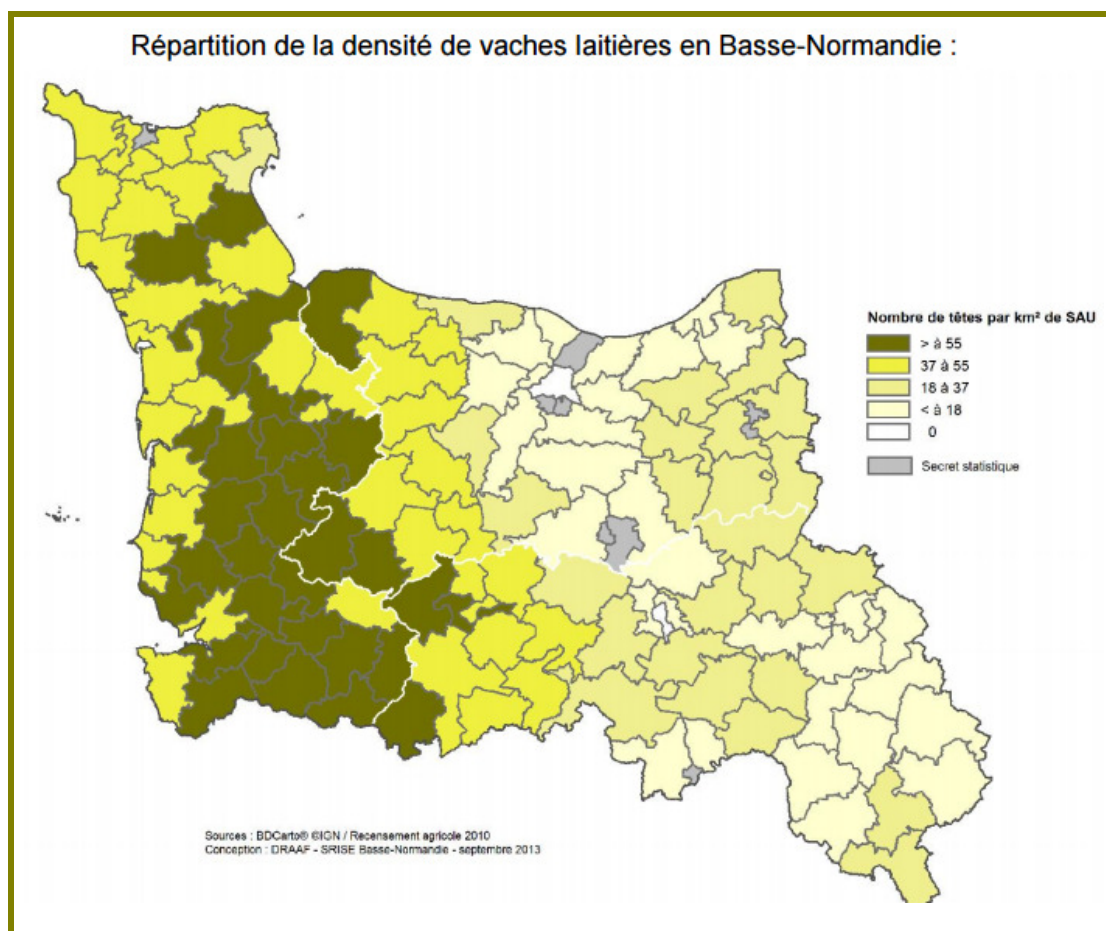 Répartition de la densité de vaches laitières en Basse-Normandie :
Nombre de têtes par km² de SAU
> à 55
37 à 55
18 à 37
< à 18
0
Secret statistique
Sources : BDCarto® ©IGN / Recensement agricole 2010
Conception : DRAAF - SRISE Basse-Normandie - septembre 2013